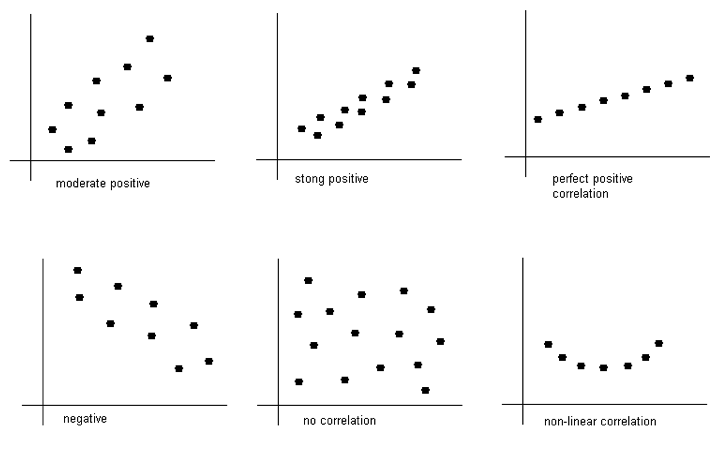 moderate positive
stong positive
perfect positive
correlation
negative
no correlation
non-linear correlation